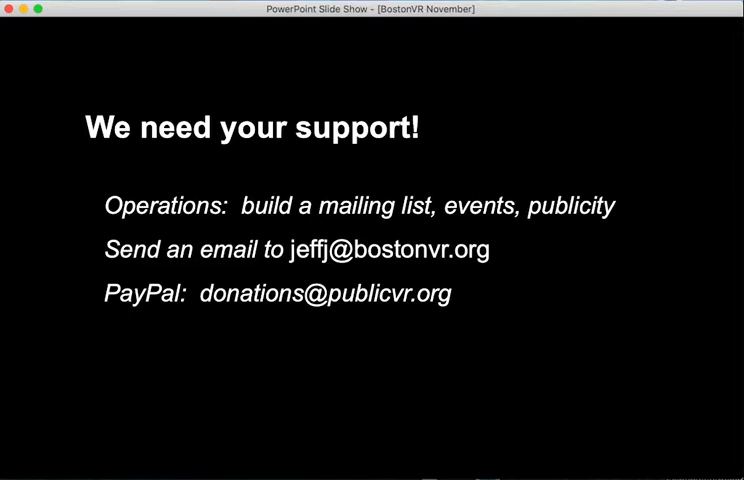 PowerPoint Slide Show - [BostonVR November]
We need your support!
Operations: build a mailing list, events, publicity
Send an email to jeffj@bostonvr.org
PayPal: donations@publicvr.org